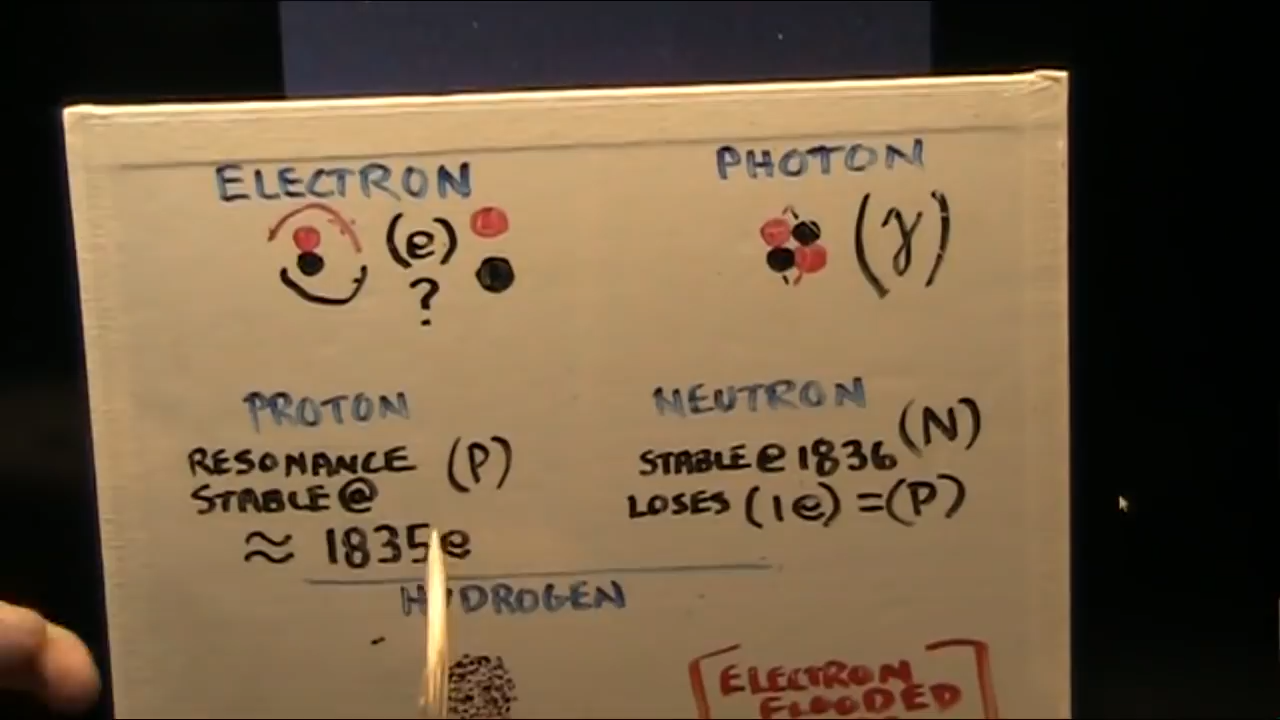 ELECTRON
(e)
?
PHOTON
(γ)
PROTON
RESONANCE (P)
STABLE @
≈ 1835e
NEUTRON
(N)
STABLE @ 1836
LOSES (1e) = (P)
HYDROGEN
[ELECTRON
FLOODED